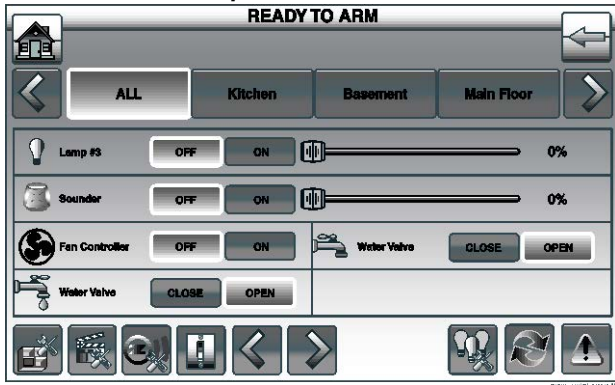 READY TO ARM
ALL Kitchen Basement Main Floor
Lamp #3 OFF ON 0%
Sounder OFF ON 0%
Fan Controller OFF ON Water Valve CLOSE OPEN
Water Valve CLOSE OPEN